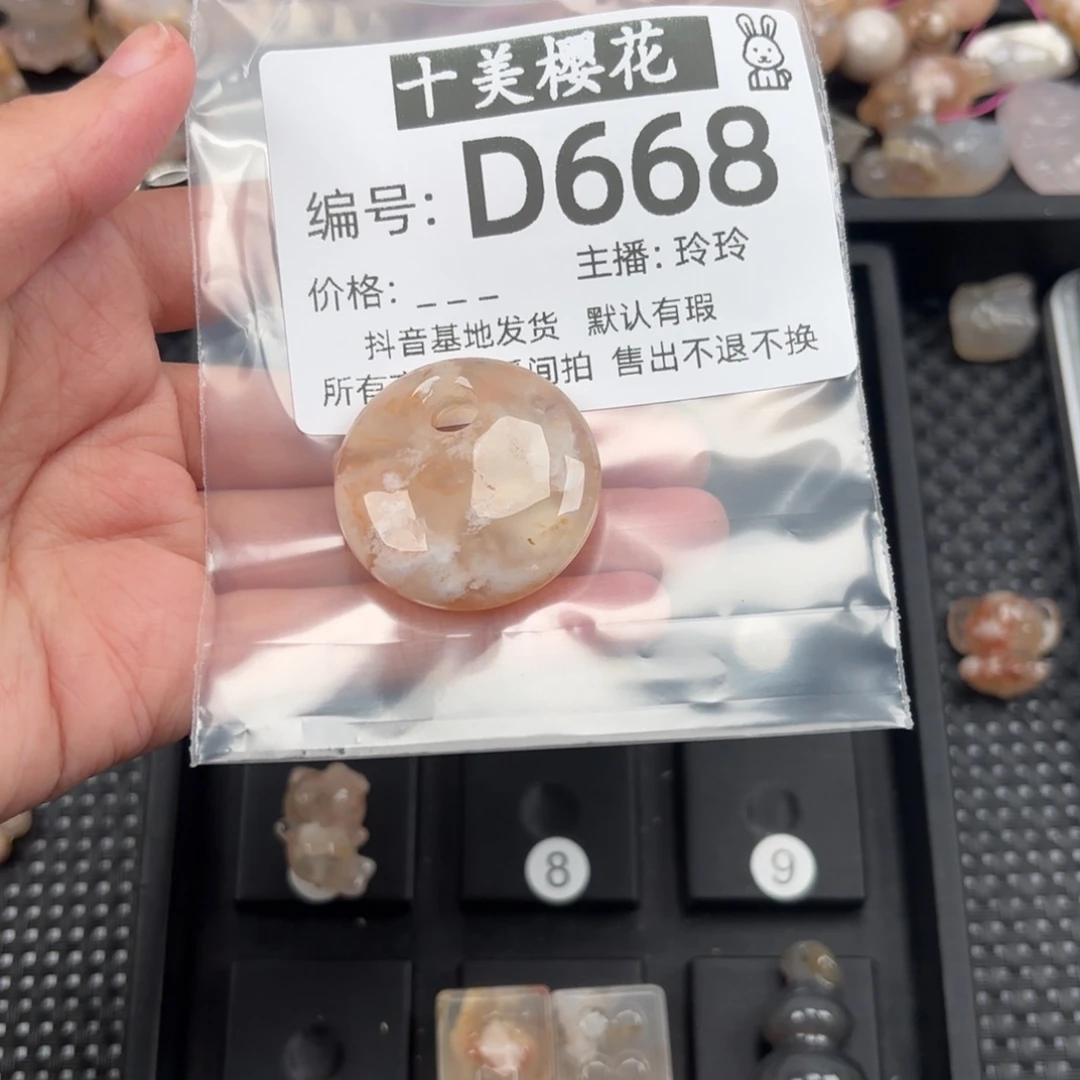 十美樱花
编号: D668
主播: 玲玲
价格: _ _ _
抖音基地发货 默认有瑕
所有 间拍 售出不退不换
8
9